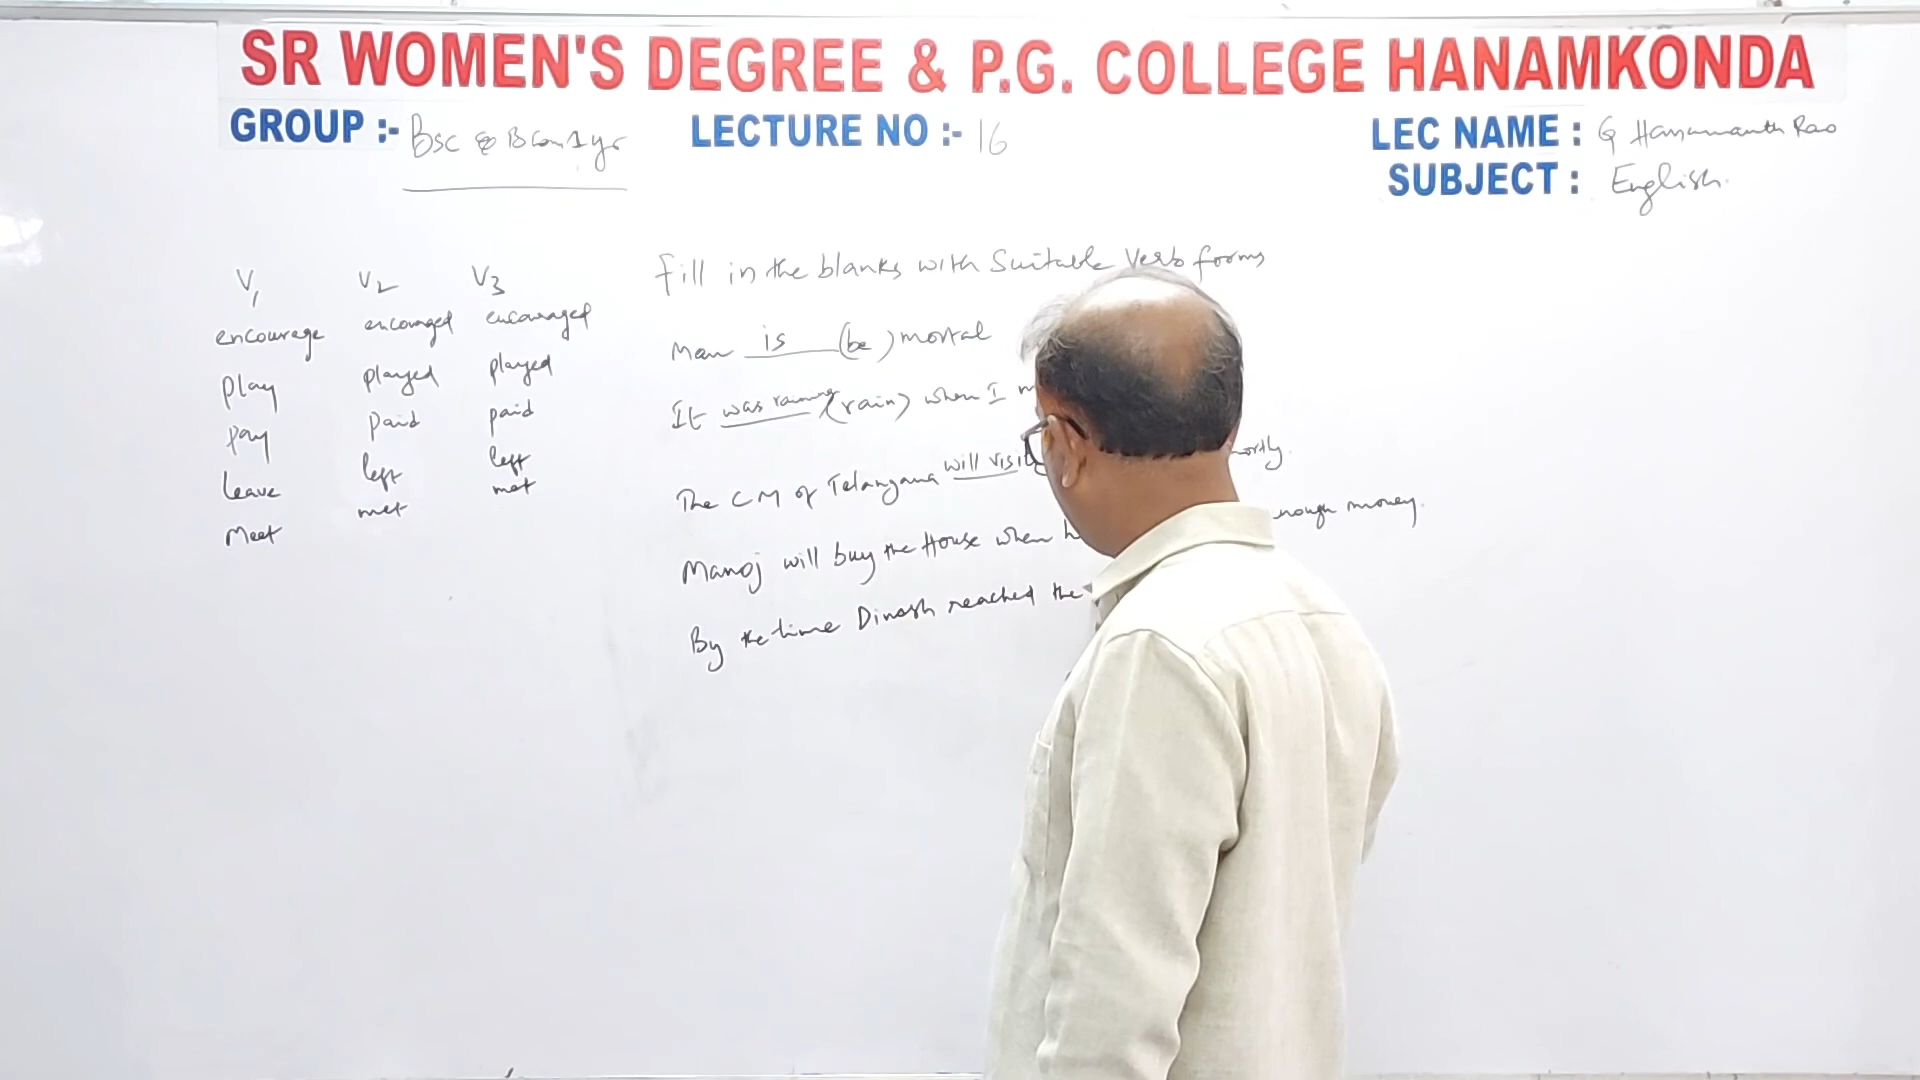 SR WOMEN'S DEGREE & P.G. COLLEGE HANAMKONDA
GROUP :- Bsc & Bcom 1 yr
LECTURE NO :- 16
LEC NAME : G Hanumanth Rao
SUBJECT : English.
V1 V2 V3
encourage encouraged encouraged
play played played
pay paid paid
leave left left
Meet met met
Fill in the blanks with Suitable Verb forms
Man is (be) mortal
It was raining (rain) when I
The CM of Telangana will visit
Manoj will buy the House when money.
By the time Dinesh reached the